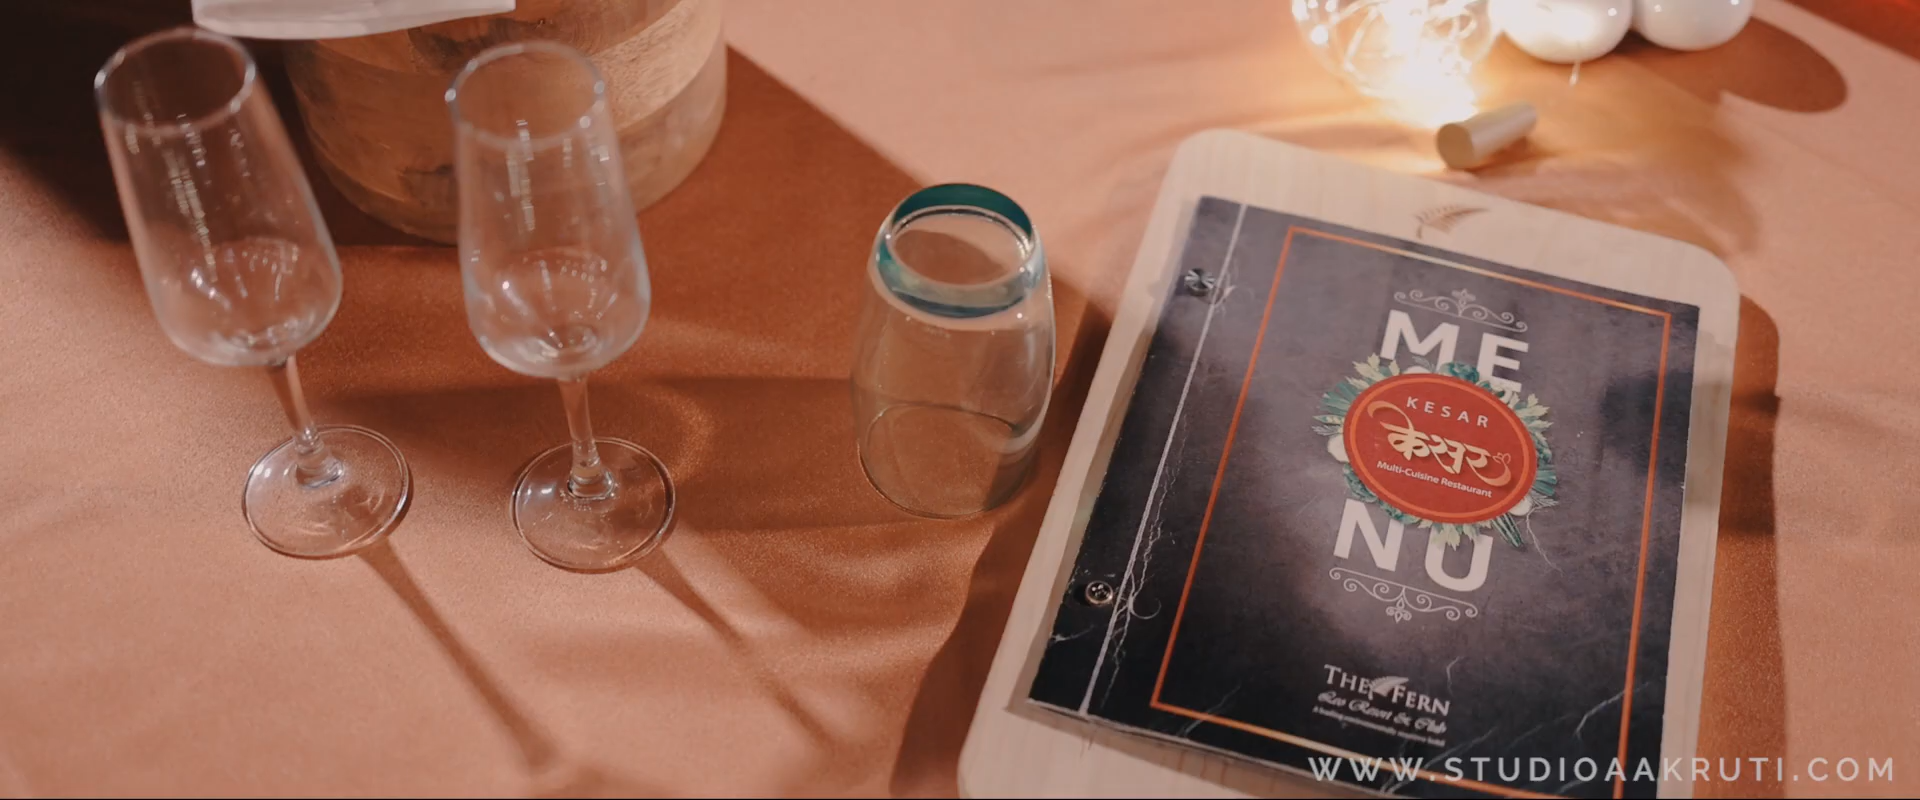 ME
KESAR
केसर
Multi-Cuisine Restaurant
NU
THE FERN
Leo Resort & Club
WWW.STUDIOAAKRUTI.COM